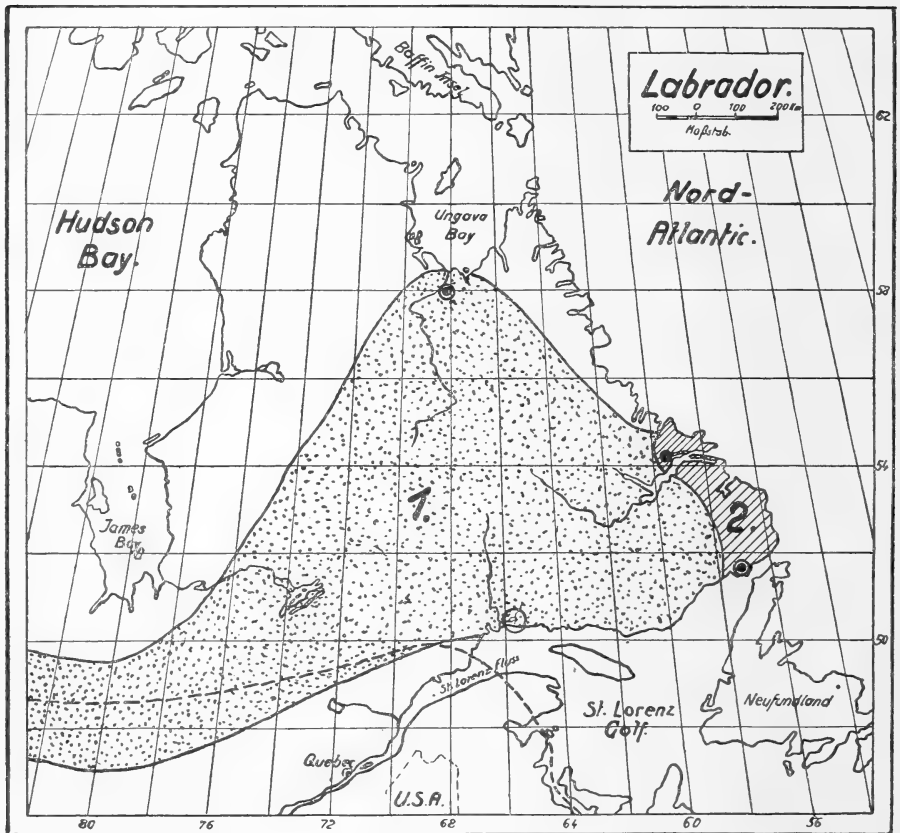 Baffin Insel
Labrador.
100 0 100 200 Km
Maßstab.
62
Hudson
Bay.
Ungava
Bay
Nord-
Atlantic.
58
54
1.
2.
James
Bay
50
St. Lorenz Fluss
St. Lorenz
Golf.
Neufundland
Quebec
U.S.A.
80 76 72 68 64 60 56